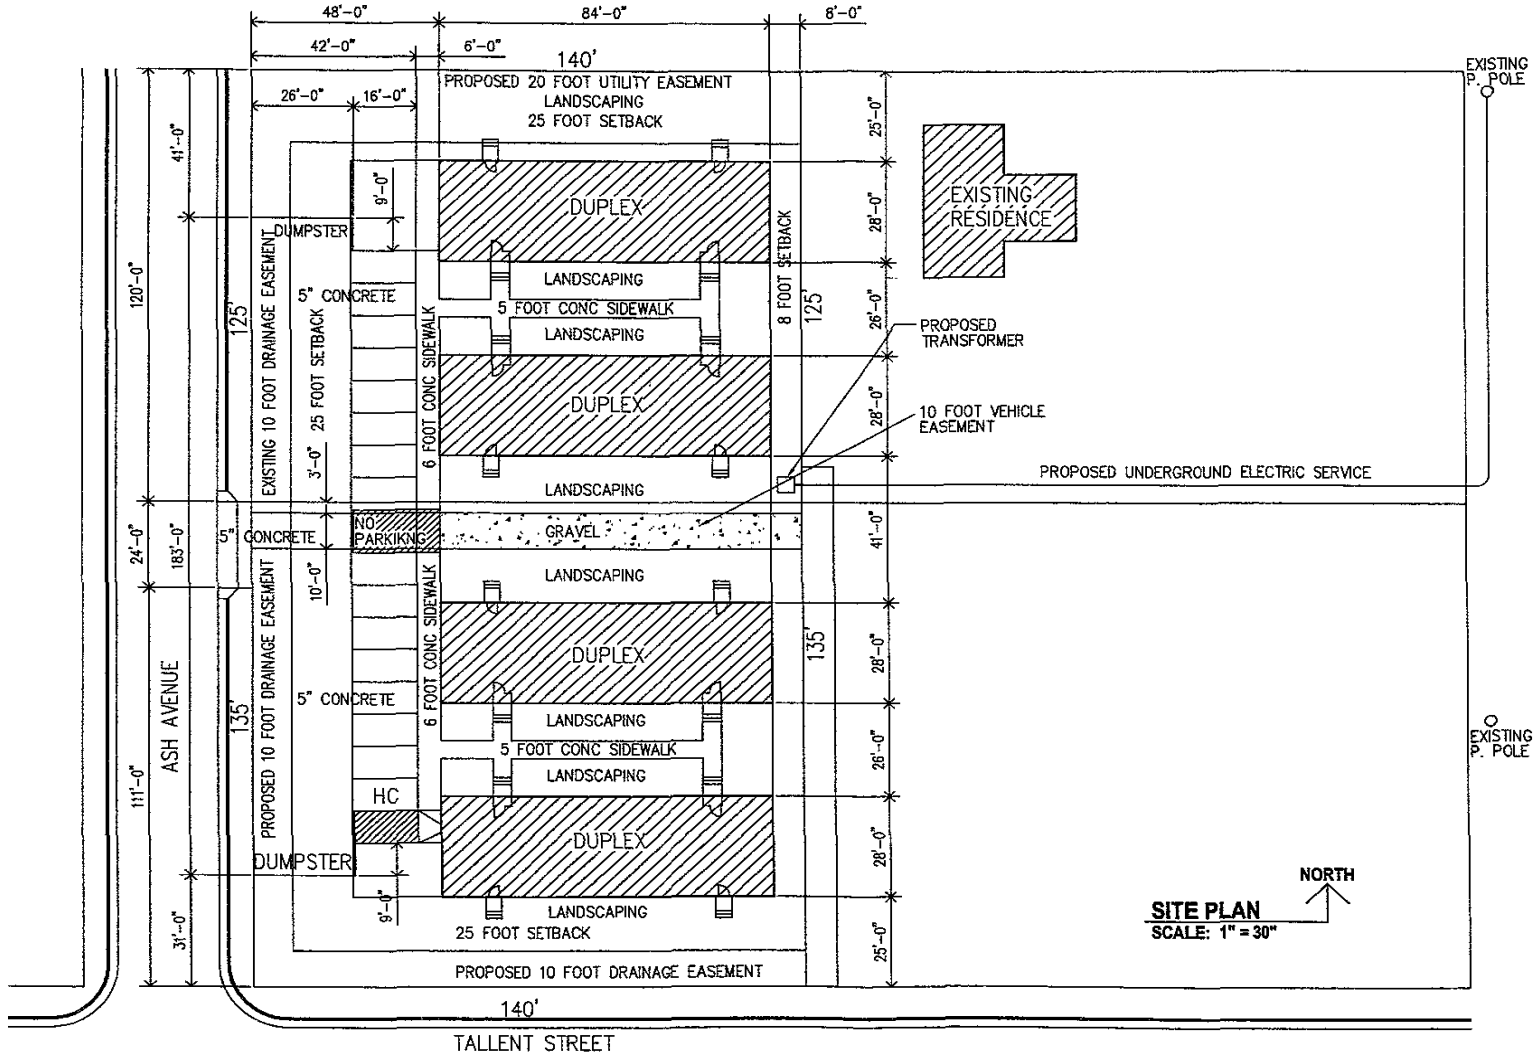 48'-0"
84'-0"
8'-0"
42'-0"
6'-0"
140'
EXISTING
P. POLE
PROPOSED 20 FOOT UTILITY EASEMENT
26'-0"
16'-0"
LANDSCAPING
25 FOOT SETBACK
41'-0"
25'-0"
9'-0"
DUPLEX
EXISTING
RESIDENCE
28'-0"
DUMPSTER
8 FOOT SETBACK
120'-0"
EXISTING 10 FOOT DRAINAGE EASEMENT
LANDSCAPING
5" CONCRETE
5 FOOT CONC SIDEWALK
125'
125'
26'-0"
25 FOOT SETBACK
6 FOOT CONC SIDEWALK
LANDSCAPING
PROPOSED
TRANSFORMER
DUPLEX
28'-0"
10 FOOT VEHICLE
EASEMENT
3'-0"
LANDSCAPING
PROPOSED UNDERGROUND ELECTRIC SERVICE
24'-0"
183'-0"
5" CONCRETE
NO
PARKIKNG
GRAVEL
41'-0"
10'-0"
LANDSCAPING
PROPOSED 10 FOOT DRAINAGE EASEMENT
6 FOOT CONC SIDEWALK
135'
DUPLEX
28'-0"
ASH AVENUE
135'
5" CONCRETE
LANDSCAPING
5 FOOT CONC SIDEWALK
26'-0"
EXISTING
P. POLE
LANDSCAPING
111'-0"
HC
DUPLEX
28'-0"
DUMPSTER
NORTH
9'-0"
LANDSCAPING
SITE PLAN
SCALE: 1" = 30"
31'-0"
25 FOOT SETBACK
25'-0"
PROPOSED 10 FOOT DRAINAGE EASEMENT
140'
TALLENT STREET